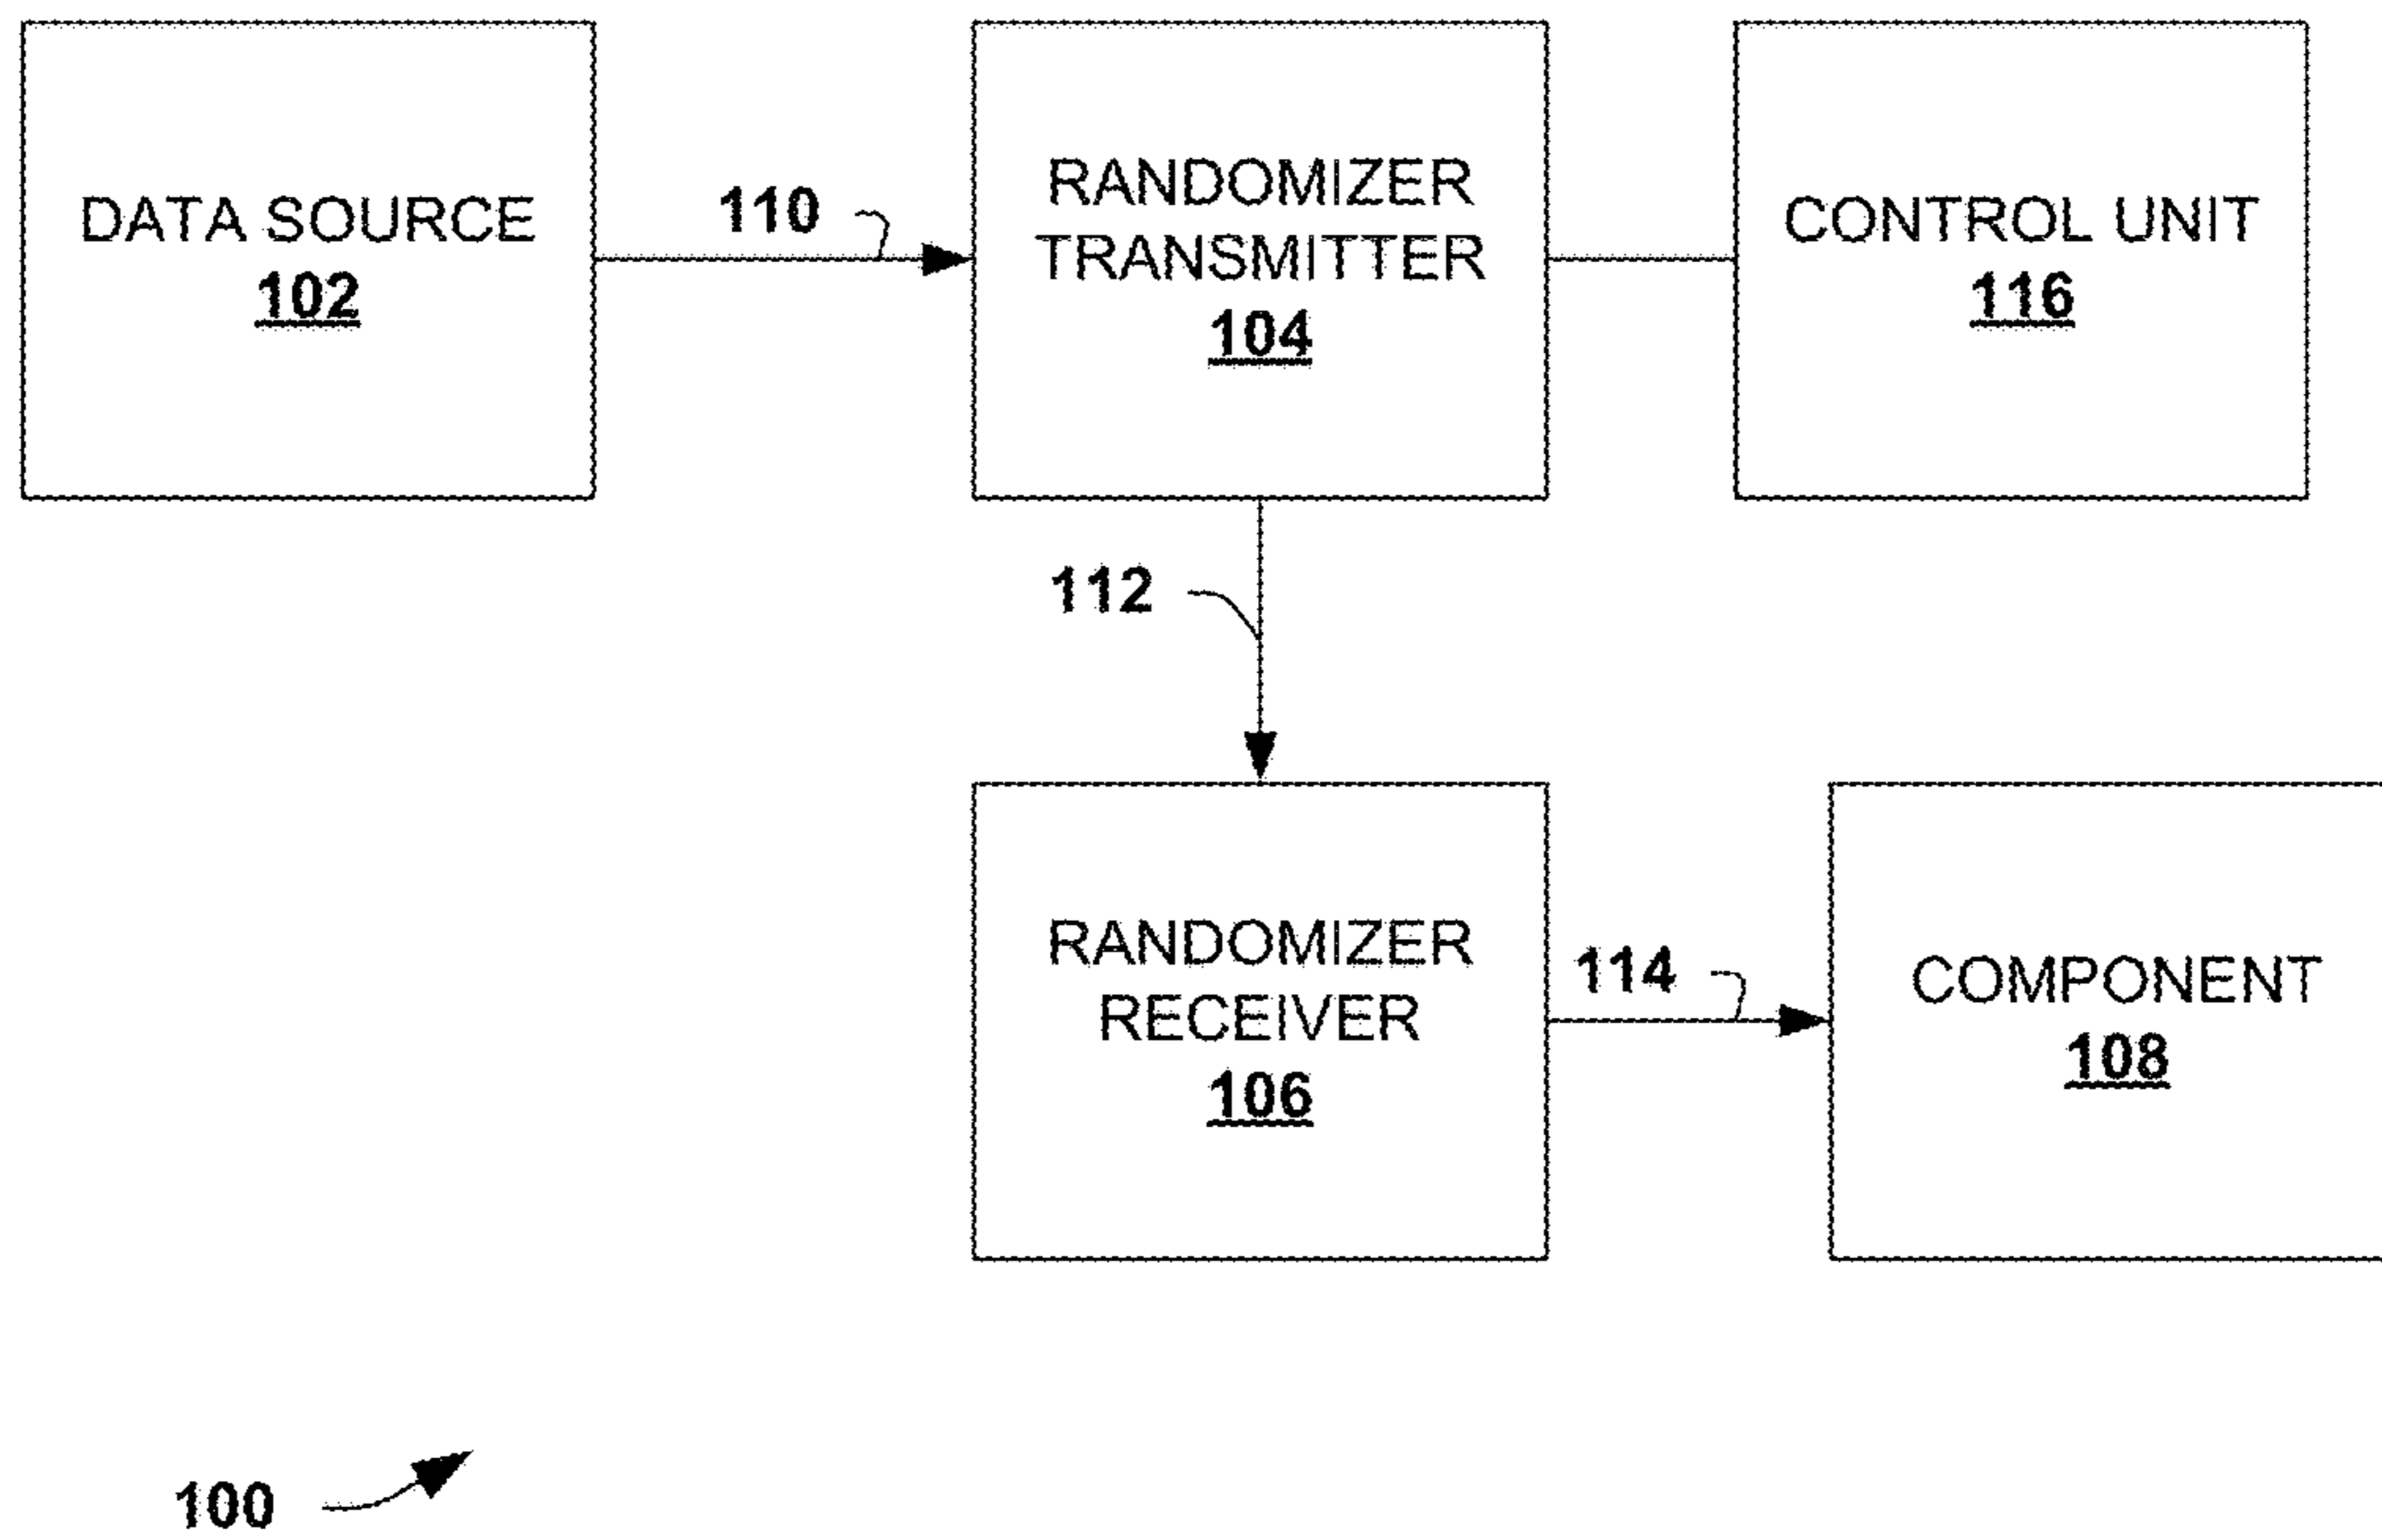 DATA SOURCE
102
110
RANDOMIZER
TRANSMITTER
104
CONTROL UNIT
116
112
RANDOMIZER
RECEIVER
106
114
COMPONENT
108
100